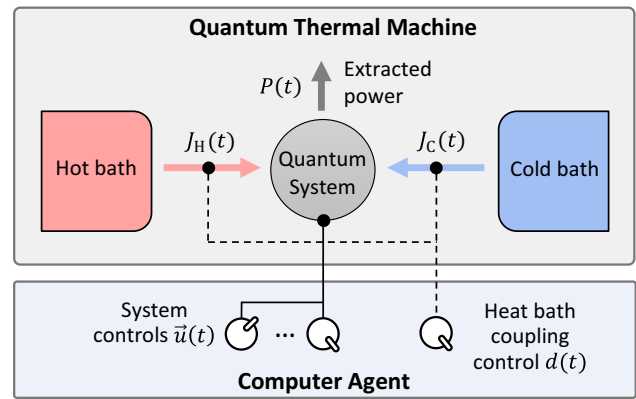 Quantum Thermal Machine
P(t)
Extracted
power
J_H(t)
J_C(t)
Hot bath
Quantum
System
Cold bath
System
controls u⃗(t)
...
Heat bath
coupling
control d(t)
Computer Agent